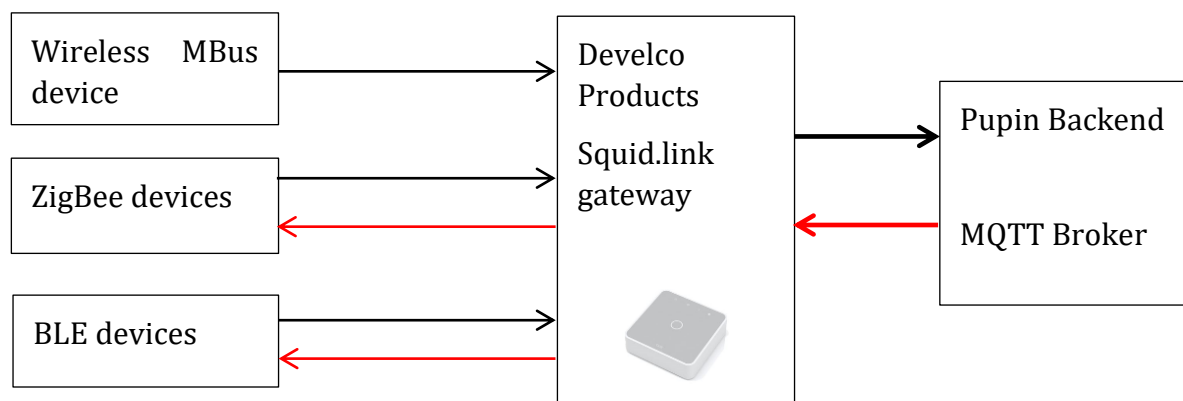 Wireless MBus
device
ZigBee devices
BLE devices
Develco
Products
Squid.link
gateway
Pupin Backend
MQTT Broker